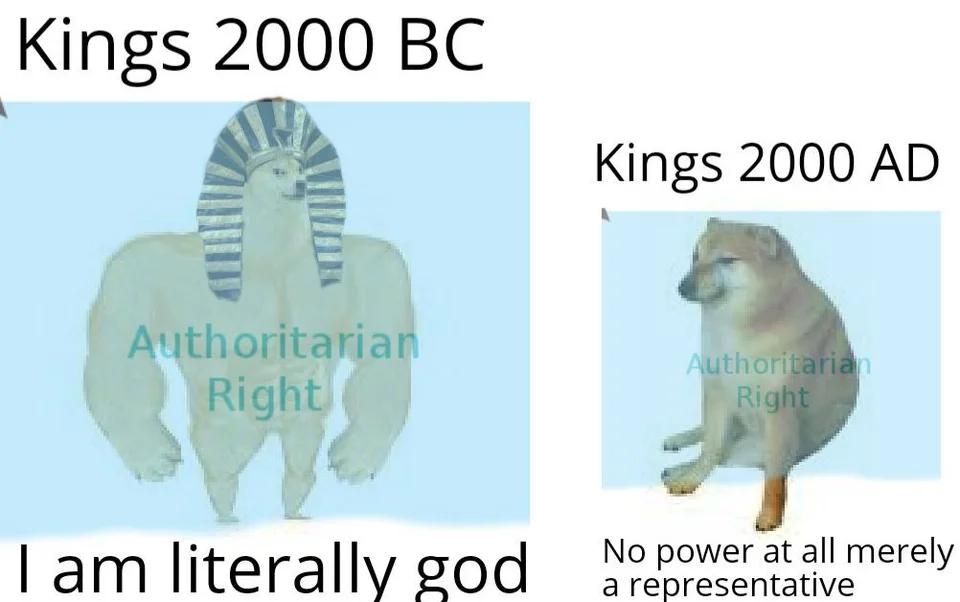 Kings 2000 BC
Authoritarian
Right
I am literally god
Kings 2000 AD
Authoritarian
Right
No power at all merely
a representative